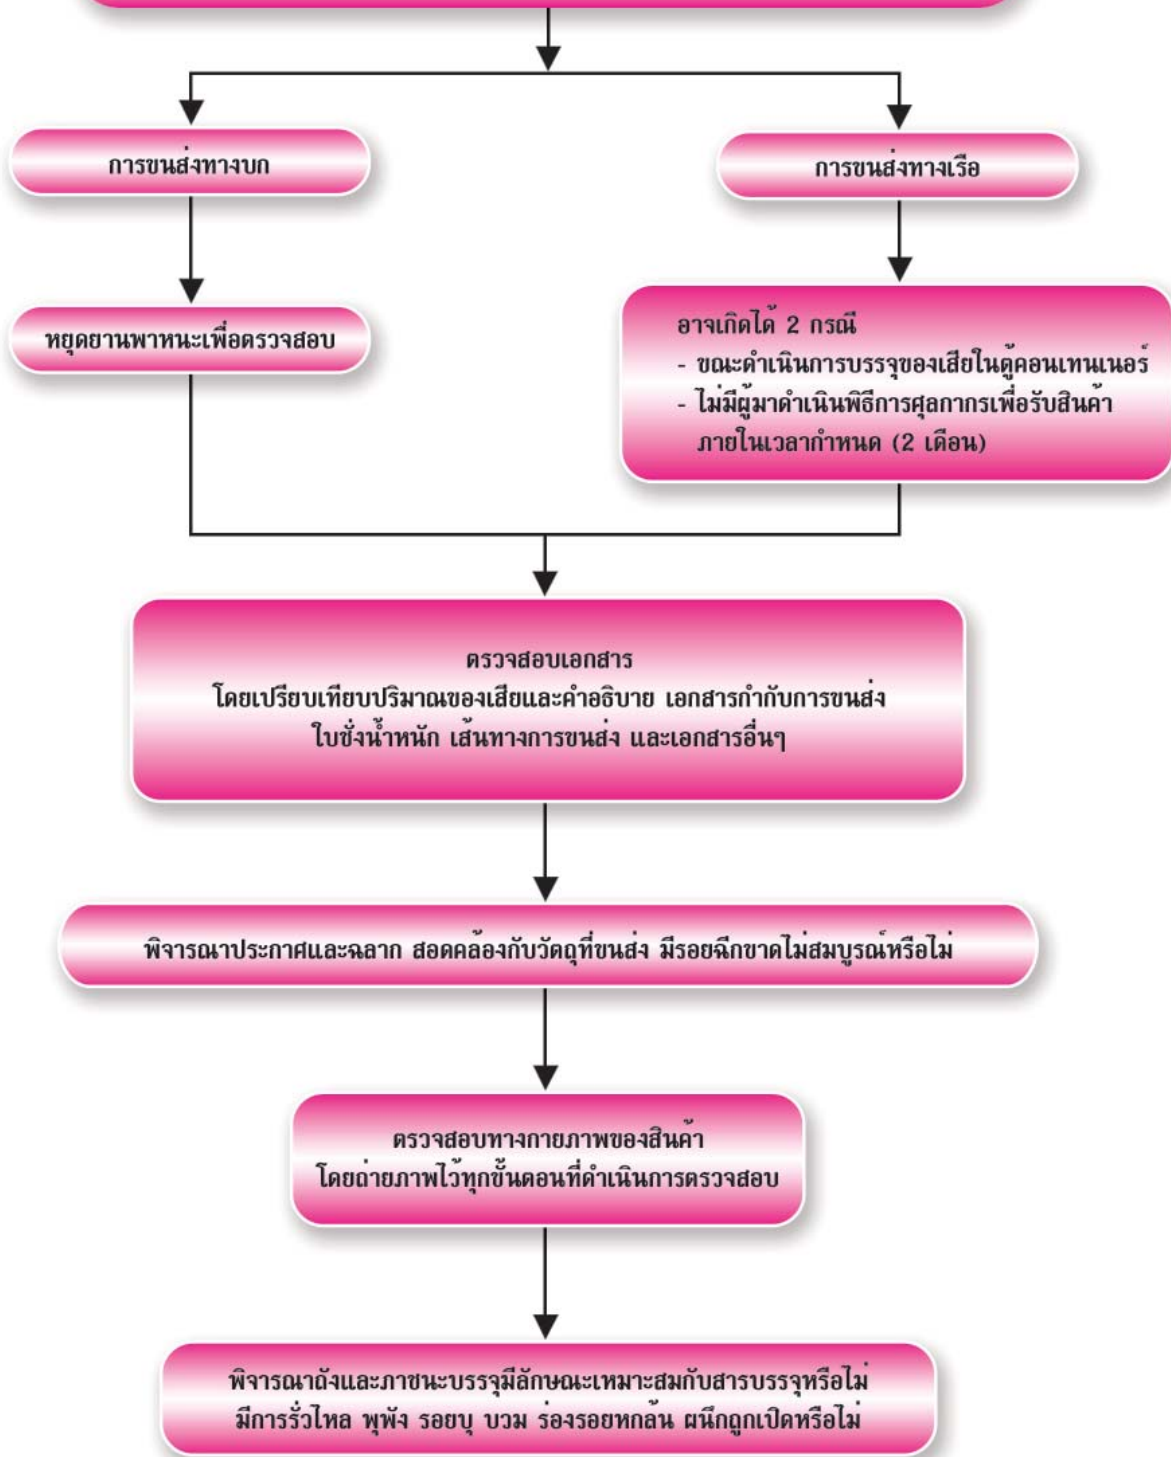 การขนส่งทางบก
การขนส่งทางเรือ
หยุดยานพาหนะเพื่อตรวจสอบ
อาจเกิดได้ 2 กรณี
- ขณะดำเนินการบรรจุของเสียในตู้คอนเทนเนอร์
- ไม่มีผู้มาดำเนินพิธีการศุลกากรเพื่อรับสินค้า
ภายในเวลากำหนด (2 เดือน)
ตรวจสอบเอกสาร
โดยเปรียบเทียบปริมาณของเสียและคำอธิบาย เอกสารกำกับการขนส่ง
ใบชั่งน้ำหนัก เส้นทางการขนส่ง และเอกสารอื่นๆ
พิจารณาประกาศและฉลาก สอดคล้องกับวัตถุที่ขนส่ง มีรอยฉีกขาดไม่สมบูรณ์หรือไม่
ตรวจสอบทางกายภาพของสินค้า
โดยถ่ายภาพไว้ทุกขั้นตอนที่ดำเนินการตรวจสอบ
พิจารณาถังและภาชนะบรรจุมีลักษณะเหมาะสมกับสารบรรจุหรือไม่
มีการรั่วไหล พุพัง รอยบุ บวม ร่องรอยหกล้น ผนึกถูกเปิดหรือไม่